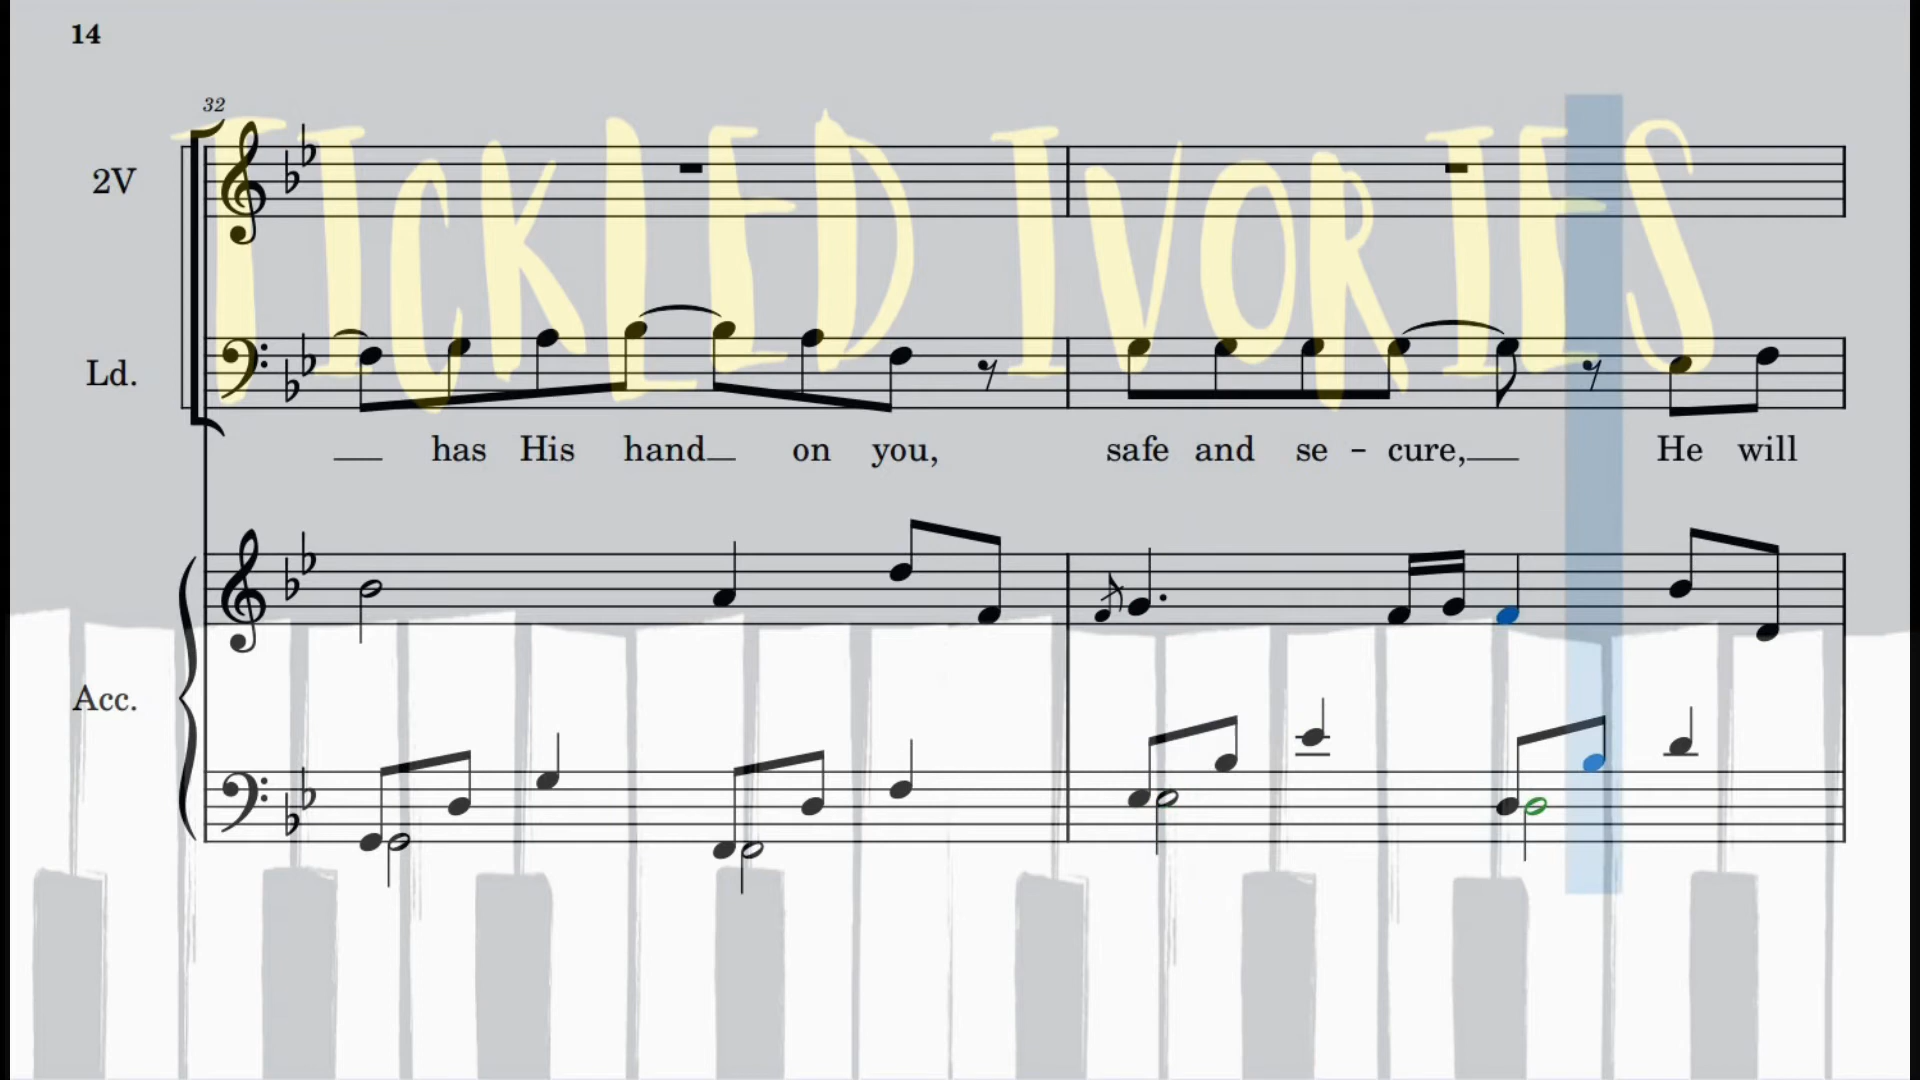 14
32
TICKLED IVORIES
2V
Ld.
has His hand on you, safe and se - cure, He will
Acc.